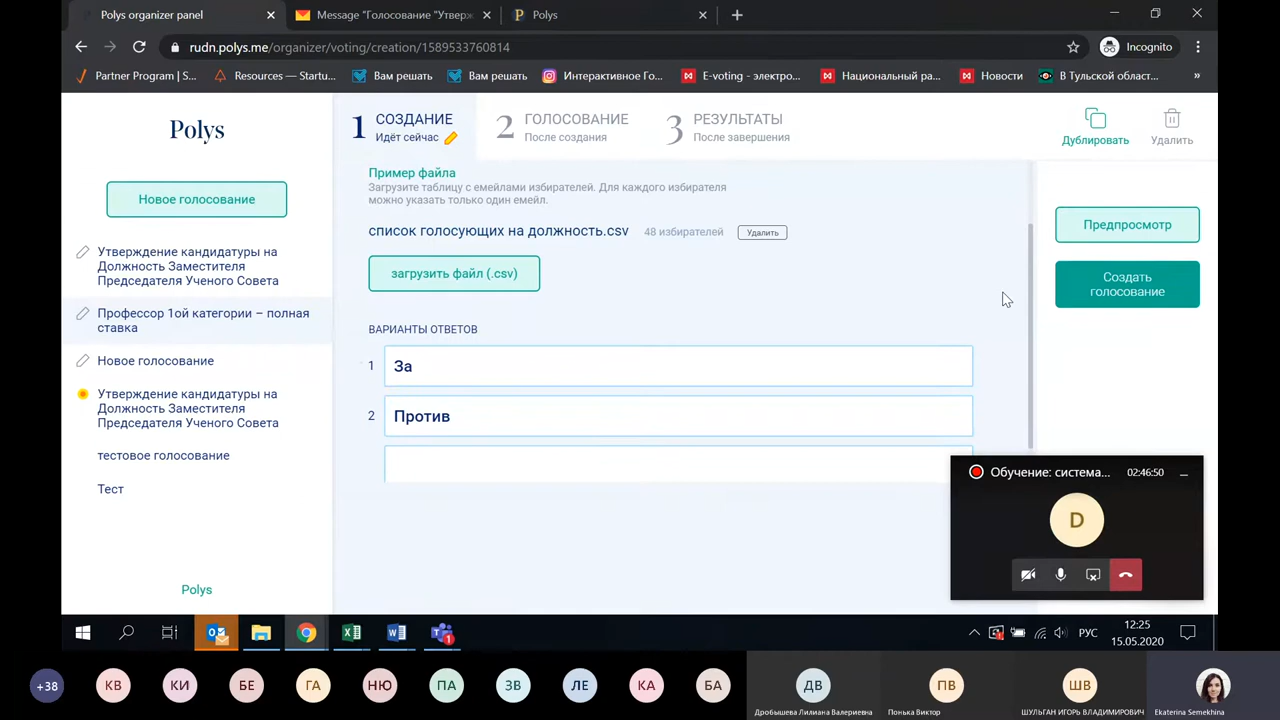 Polys organizer panel
Message "Голосование "Утверж
Polys
rudn.polys.me/organizer/voting/creation/1589533760814
Incognito
Partner Program | S...
Resources — Startu...
Вам решать
Вам решать
Интерактивное Го...
E-voting - электро...
Национальный ра...
Новости
В Тульской област...
»
Polys
Новое голосование
Утверждение кандидатуры на
Должность Заместителя
Председателя Ученого Совета
Профессор 1ой категории – полная
ставка
Новое голосование
Утверждение кандидатуры на
Должность Заместителя
Председателя Ученого Совета
тестовое голосование
Тест
Polys
1 СОЗДАНИЕ
Идёт сейчас
2 ГОЛОСОВАНИЕ
После создания
3 РЕЗУЛЬТАТЫ
После завершения
Дублировать
Удалить
Пример файла
Загрузите таблицу с емейлами избирателей. Для каждого избирателя
можно указать только один емейл.
список голосующих на должность.csv 48 избирателей Удалить
загрузить файл (.csv)
ВАРИАНТЫ ОТВЕТОВ
1 За
2 Против
Предпросмотр
Создать
голосование
Обучение: система... 02:46:50
D
РУС
12:25
15.05.2020
+38
КВ
КИ
БЕ
ГА
НЮ
ПА
ЗВ
ЛЕ
КА
БА
ДВ
Дробышева Лилиана Валериевна
ПВ
Понька Виктор
ШВ
ШУЛЬГАН ИГОРЬ ВЛАДИМИРОВИЧ
Ekaterina Semekhina